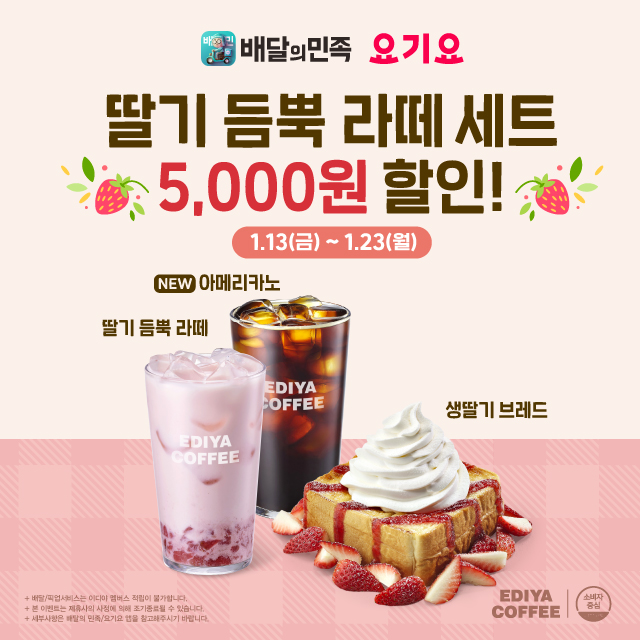 배달의민족 요기요
딸기 듬뿍 라떼 세트
5,000원 할인!
1.13(금) ~ 1.23(월)
NEW 아메리카노
딸기 듬뿍 라떼
EDIYA
COFFEE
생딸기 브레드
EDIYA
COFFEE
+ 배달/픽업서비스는 이디야 멤버스 적립이 불가합니다.
+ 본 이벤트는 제휴사의 사정에 의해 조기종료될 수 있습니다.
+ 세부사항은 배달의 민족/요기요 앱을 참고해주시기 바랍니다.
EDIYA
COFFEE
소비자
중심